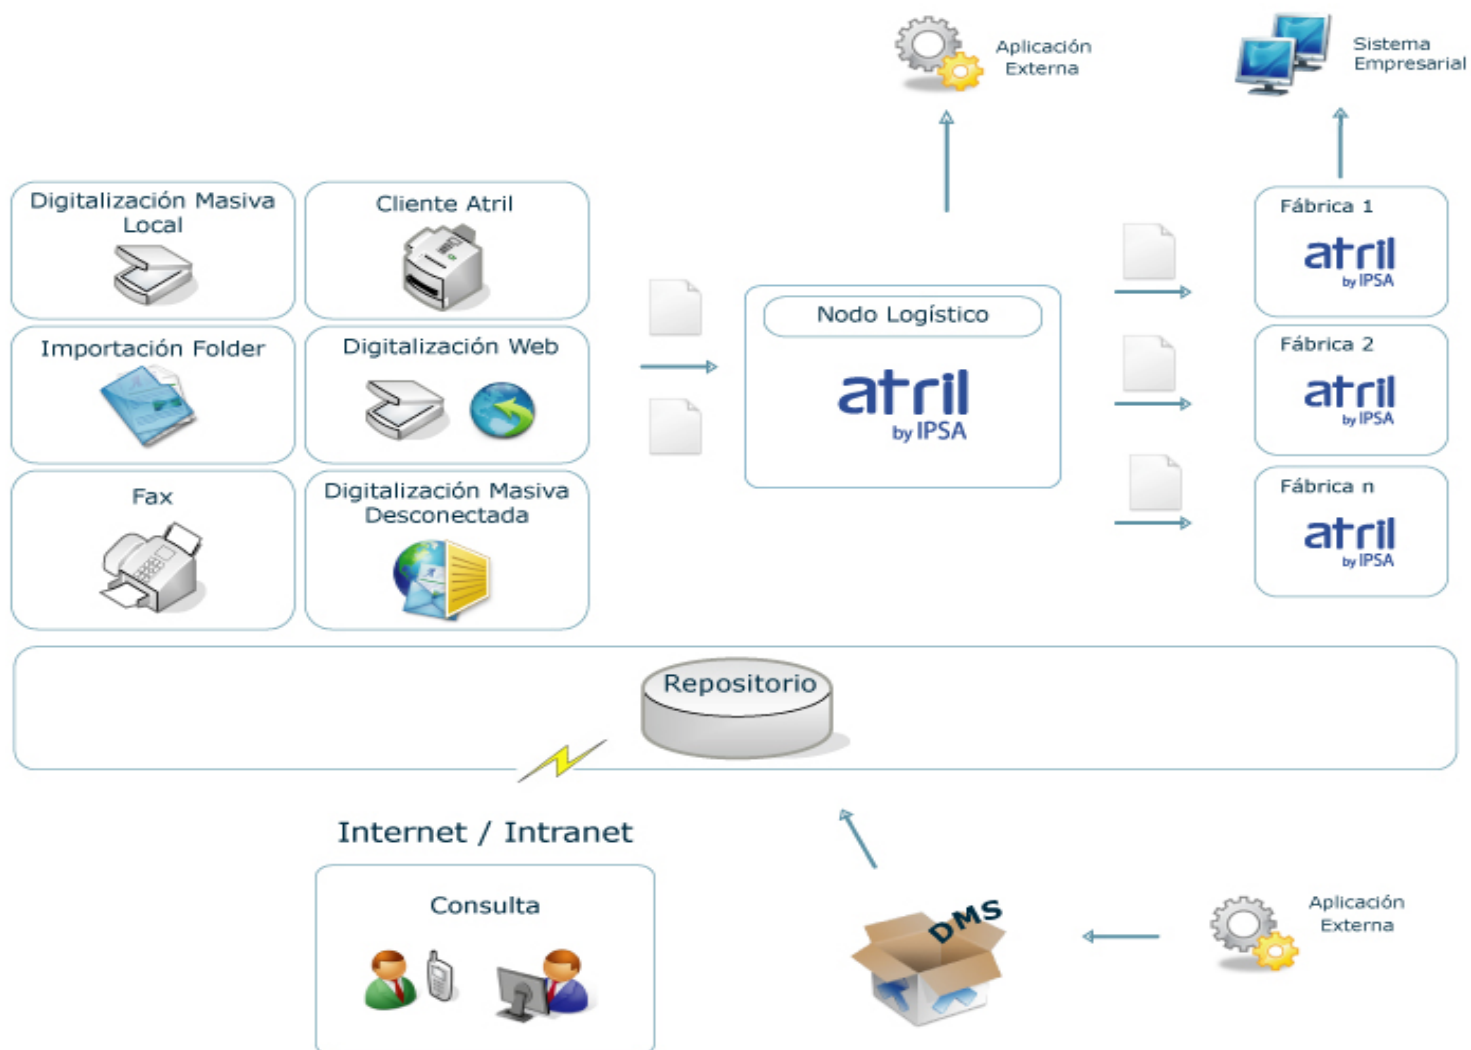 Aplicación
Externa
Sistema
Empresarial
Digitalización Masiva
Local
Cliente Atril
Importación Folder
Digitalización Web
Fax
Digitalización Masiva
Desconectada
Nodo Logístico
atril
by IPSA
Fábrica 1
atril
by IPSA
Fábrica 2
atril
by IPSA
Fábrica n
atril
by IPSA
Repositorio
Internet / Intranet
Consulta
DMS
Aplicación
Externa